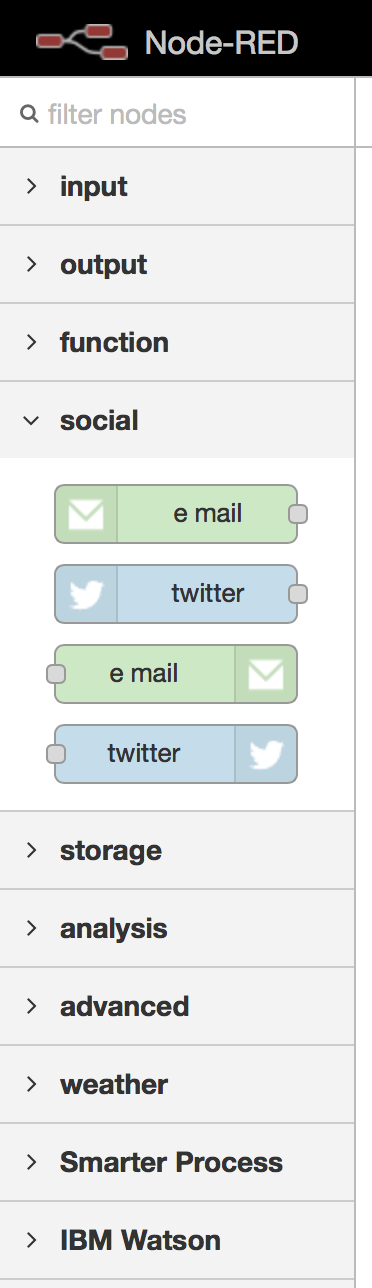 Node-RED
filter nodes
input
output
function
social
e mail
twitter
e mail
twitter
storage
analysis
advanced
weather
Smarter Process
IBM Watson